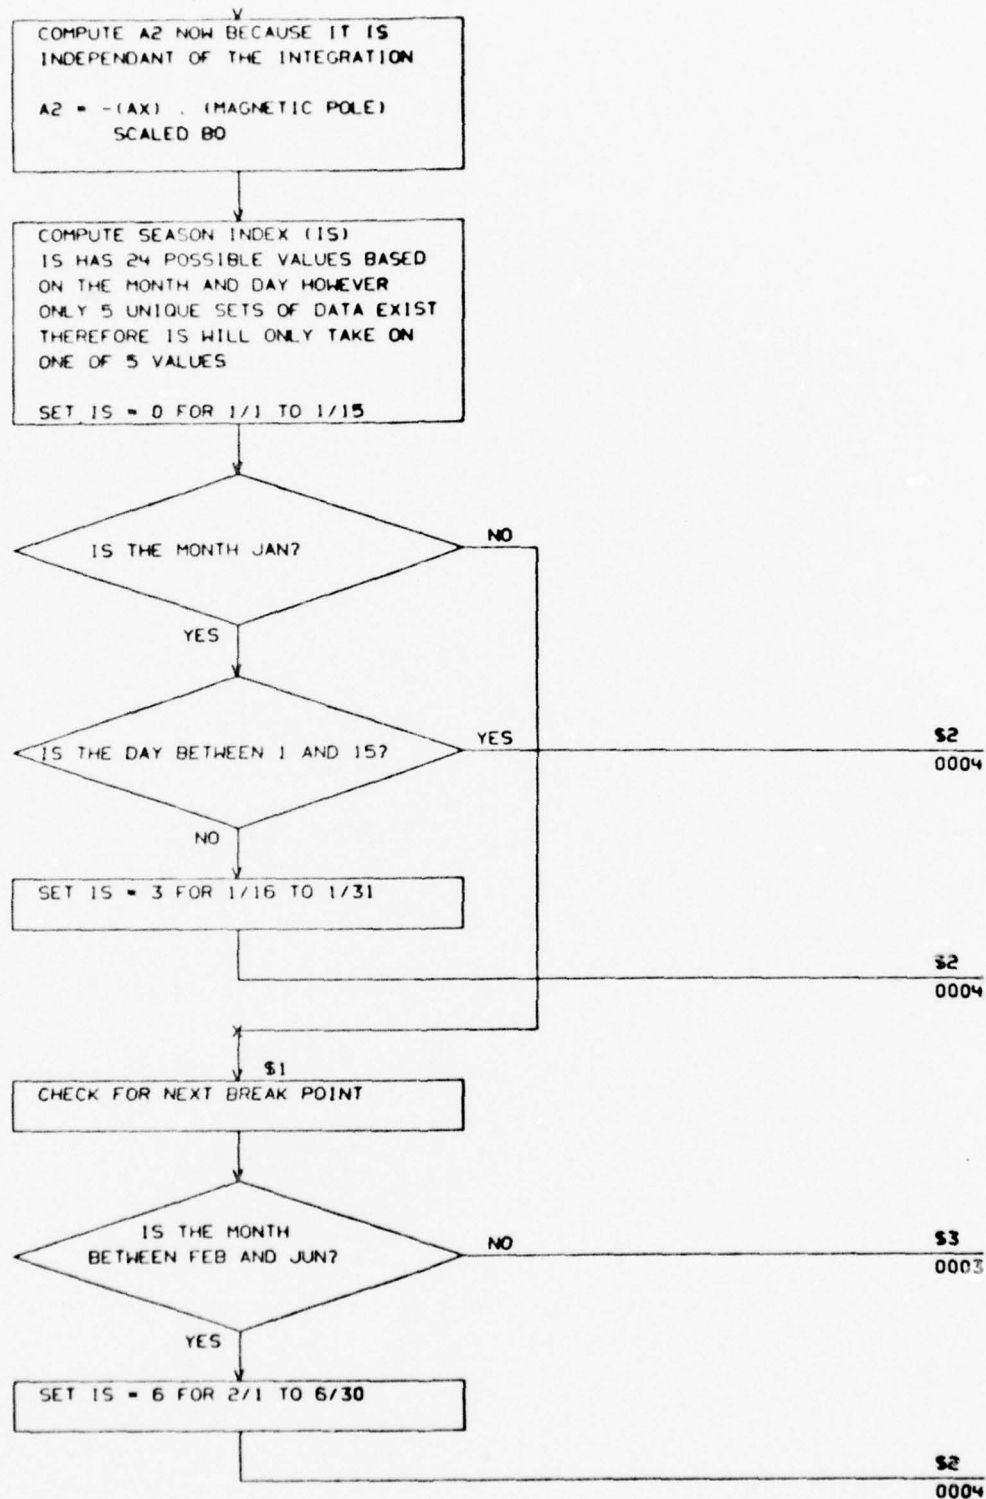 COMPUTE A2 NOW BECAUSE IT IS
INDEPENDANT OF THE INTEGRATION
A2 = -(AX) . (MAGNETIC POLE)
SCALED B0
COMPUTE SEASON INDEX (IS)
IS HAS 24 POSSIBLE VALUES BASED
ON THE MONTH AND DAY HOWEVER
ONLY 5 UNIQUE SETS OF DATA EXIST
THEREFORE IS WILL ONLY TAKE ON
ONE OF 5 VALUES
SET IS = 0 FOR 1/1 TO 1/15
IS THE MONTH JAN?
NO
YES
IS THE DAY BETWEEN 1 AND 15?
YES
$2
0004
NO
SET IS = 3 FOR 1/16 TO 1/31
$2
0004
$1
CHECK FOR NEXT BREAK POINT
IS THE MONTH
BETWEEN FEB AND JUN?
NO
$3
0003
YES
SET IS = 6 FOR 2/1 TO 6/30
$2
0004